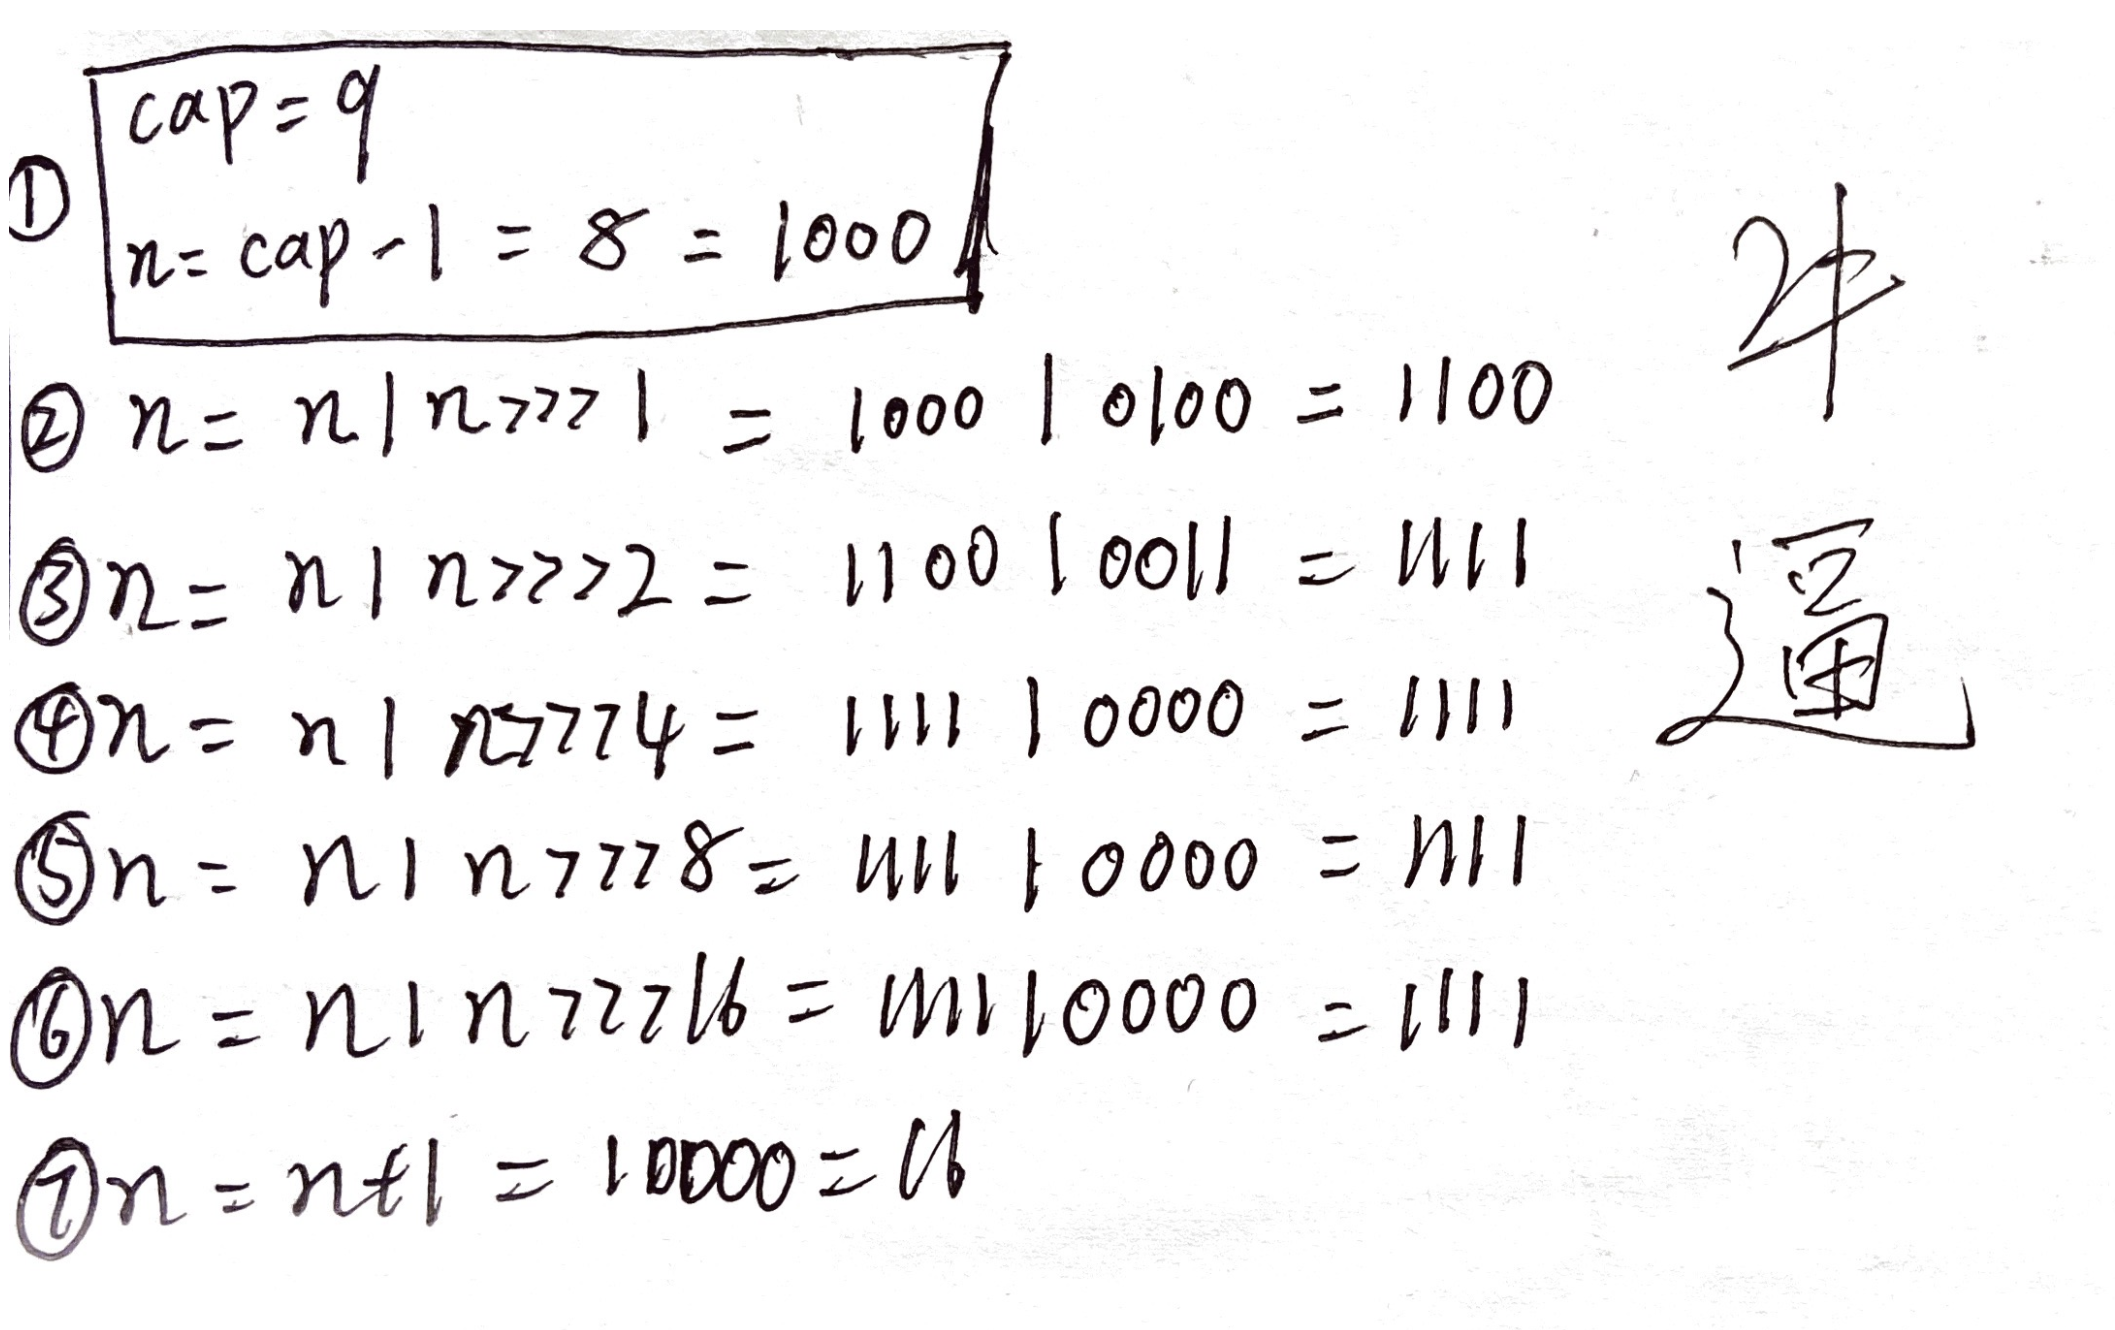 ① cap=9
n=cap-1=8=1000
② n=n|n>>>1=1000|0100=1100
③ n=n|n>>>2=1100|0011=1111
④ n=n|n>>>4=1111|0000=1111
⑤ n=n|n>>>8=1111|0000=1111
⑥ n=n|n>>>16=1111|0000=1111
⑦ n=n+1=10000=16
牛
逼